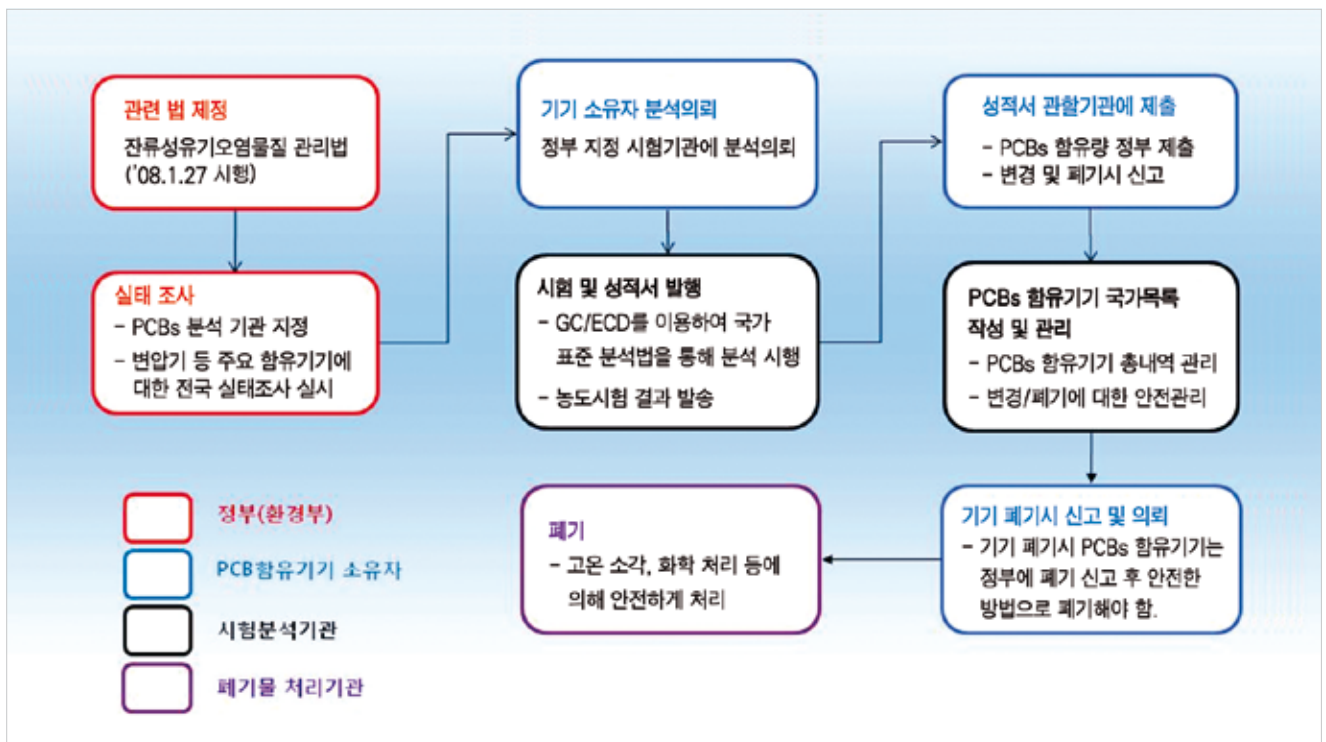 관련 법 제정
잔류성유기오염물질 관리법
('08.1.27 시행)
실태 조사
- PCBs 분석 기관 지정
- 변압기 등 주요 함유기기에
대한 전국 실태조사 실시
기기 소유자 분석의뢰
정부 지정 시험기관에 분석의뢰
시험 및 성적서 발행
- GC/ECD를 이용하여 국가
표준 분석법을 통해 분석 시행
- 농도시험 결과 발송
성적서 관할기관에 제출
- PCBs 함유량 정부 제출
- 변경 및 폐기시 신고
PCBs 함유기기 국가목록
작성 및 관리
- PCBs 함유기기 총내역 관리
- 변경/폐기에 대한 안전관리
기기 폐기시 신고 및 의뢰
- 기기 폐기시 PCBs 함유기기는
정부에 폐기 신고 후 안전한
방법으로 폐기해야 함.
폐기
- 고온 소각, 화학 처리 등에
의해 안전하게 처리
정부(환경부)
PCB함유기기 소유자
시험분석기관
폐기물 처리기관